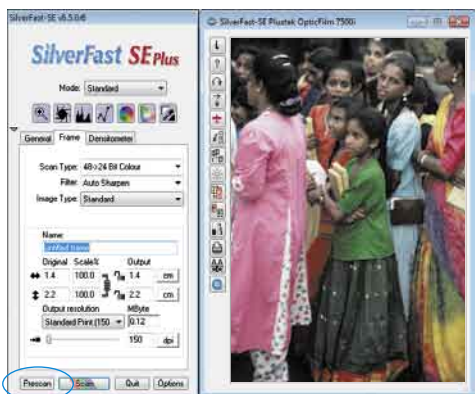 SilverFast-SE v6.5.0r6
SilverFast SE Plus
Mode: Standard
General Frame Densitometer
Scan Type: 48->24 Bit Colour
Filter: Auto Sharpen
Image Type: Standard
Name:
untitled frame
Original Scale% Output
1.4 100.0 1.4 cm
2.2 100.0 2.2 cm
Output resolution MByte
Standard Print (150 0.12
150 dpi
Prescan Scan Quit Options
SilverFast-SE Plustek OpticFilm 7500i